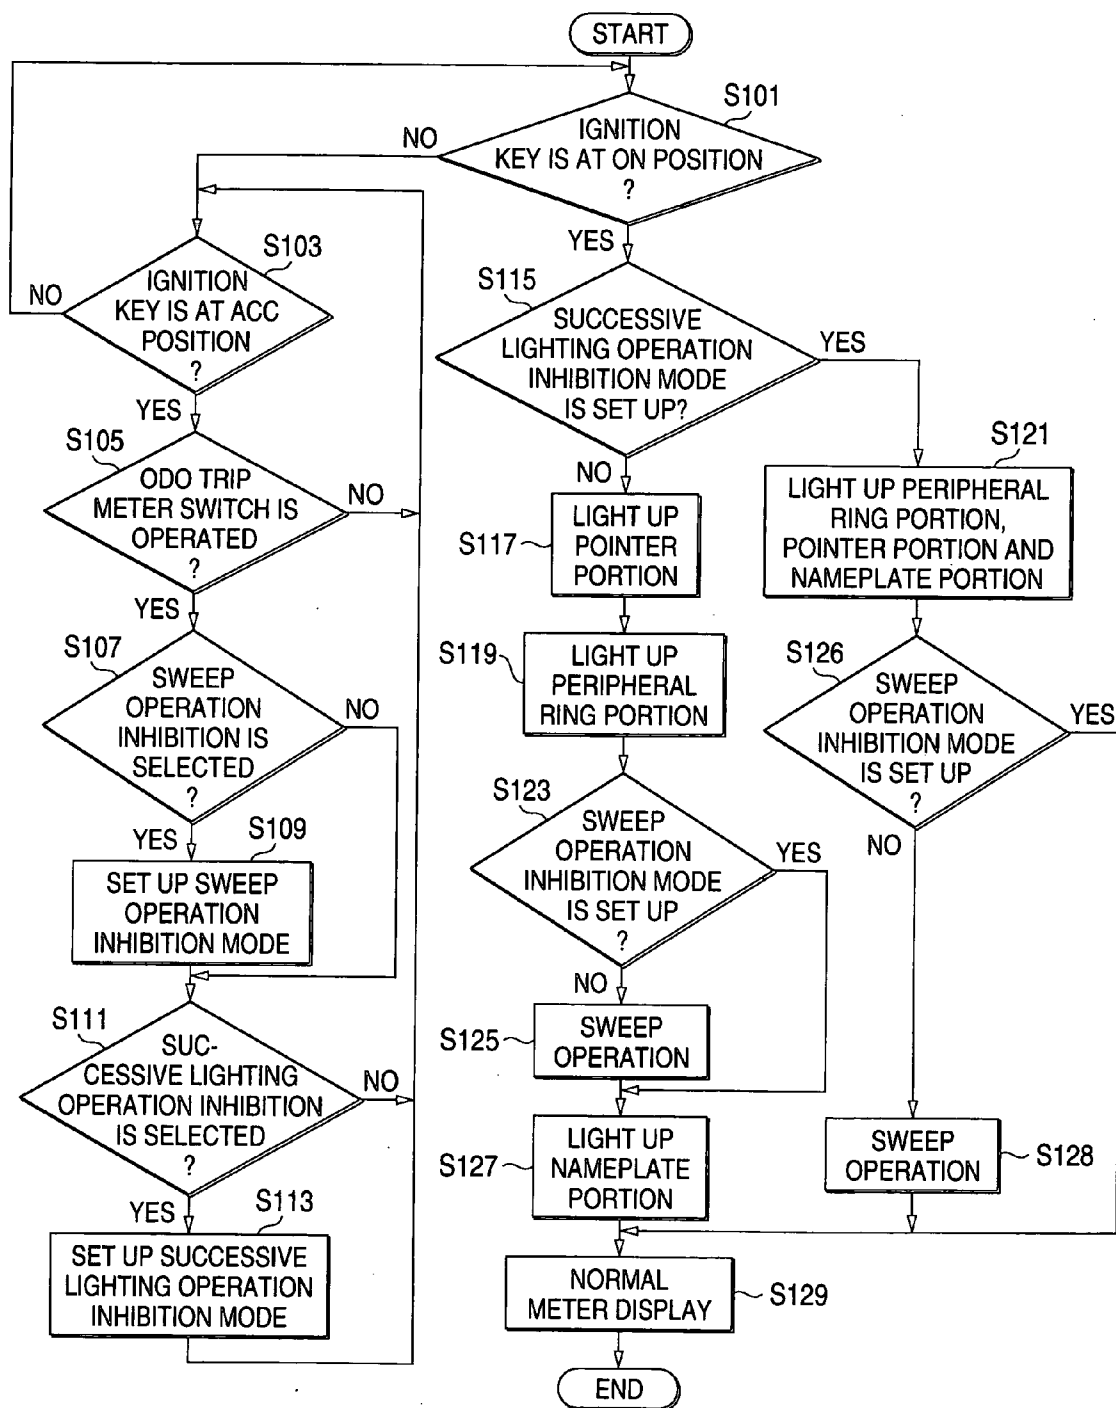 START
S101
IGNITION
KEY IS AT ON POSITION
?
NO
YES
S103
IGNITION
KEY IS AT ACC
POSITION
?
NO
YES
S105
ODO TRIP
METER SWITCH IS
OPERATED
?
NO
YES
S107
SWEEP
OPERATION
INHIBITION IS
SELECTED
?
NO
YES
S109
SET UP SWEEP
OPERATION
INHIBITION MODE
S111
SUC-
CESSIVE LIGHTING
OPERATION INHIBITION
IS SELECTED
?
NO
YES
S113
SET UP SUCCESSIVE
LIGHTING OPERATION
INHIBITION MODE
S115
SUCCESSIVE
LIGHTING OPERATION
INHIBITION MODE
IS SET UP?
YES
NO
S117
LIGHT UP
POINTER
PORTION
S119
LIGHT UP
PERIPHERAL
RING PORTION
S123
SWEEP
OPERATION
INHIBITION MODE
IS SET UP
?
YES
NO
S125
SWEEP
OPERATION
S127
LIGHT UP
NAMEPLATE
PORTION
S121
LIGHT UP PERIPHERAL
RING PORTION,
POINTER PORTION AND
NAMEPLATE PORTION
S126
SWEEP
OPERATION
INHIBITION MODE
IS SET UP
?
YES
NO
SWEEP
OPERATION
S128
NORMAL
METER DISPLAY
S129
END